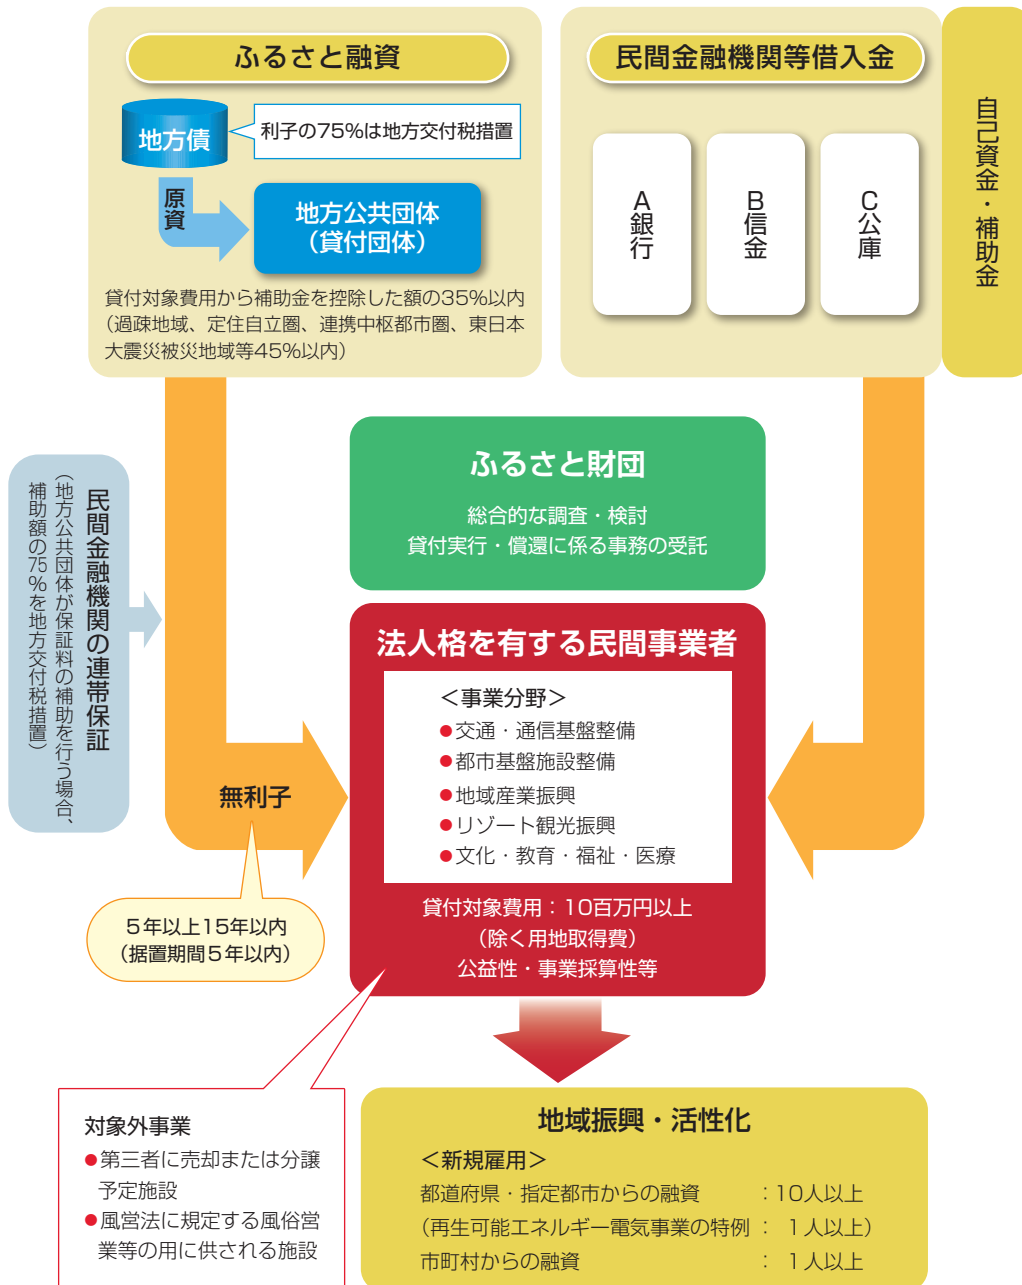 ふるさと融資
地方債
利子の75%は地方交付税措置
原資
地方公共団体
（貸付団体）
貸付対象費用から補助金を控除した額の35%以内
（過疎地域、定住自立圏、連携中枢都市圏、東日本
大震災被災地域等45%以内）
民間金融機関等借入金
A銀行
B信金
C公庫
自己資金・補助金
ふるさと財団
総合的な調査・検討
貸付実行・償還に係る事務の受託
民間金融機関の連帯保証
（地方公共団体が保証料の補助を行う場合、
補助額の75%を地方交付税措置）
無利子
5年以上15年以内
（据置期間5年以内）
法人格を有する民間事業者
＜事業分野＞
●交通・通信基盤整備
●都市基盤施設整備
●地域産業振興
●リゾート観光振興
●文化・教育・福祉・医療
貸付対象費用：10百万円以上
（除く用地取得費）
公益性・事業採算性等
対象外事業
●第三者に売却または分譲
予定施設
●風営法に規定する風俗営
業等の用に供される施設
地域振興・活性化
＜新規雇用＞
都道府県・指定都市からの融資　：10人以上
（再生可能エネルギー電気事業の特例：　1人以上）
市町村からの融資　：　1人以上